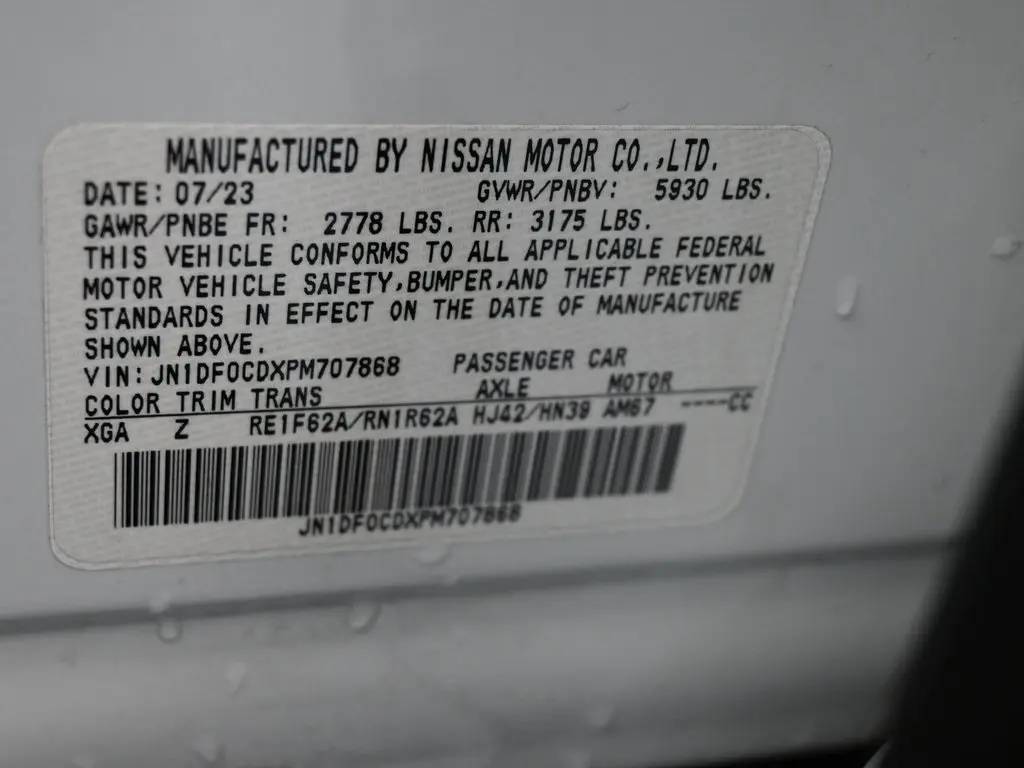 MANUFACTURED BY NISSAN MOTOR CO.,LTD.
DATE: 07/23 GVWR/PNBV: 5930 LBS.
GAWR/PNBE FR: 2778 LBS. RR: 3175 LBS.
THIS VEHICLE CONFORMS TO ALL APPLICABLE FEDERAL
MOTOR VEHICLE SAFETY,BUMPER,AND THEFT PREVENTION
STANDARDS IN EFFECT ON THE DATE OF MANUFACTURE
SHOWN ABOVE.
VIN: JN1DF0CDXPM707868 PASSENGER CAR
COLOR TRIM TRANS AXLE MOTOR
XGA Z RE1F62A/RN1R62A HJ42/HN39 AM67 ----CC
JN1DF0CDXPM707868